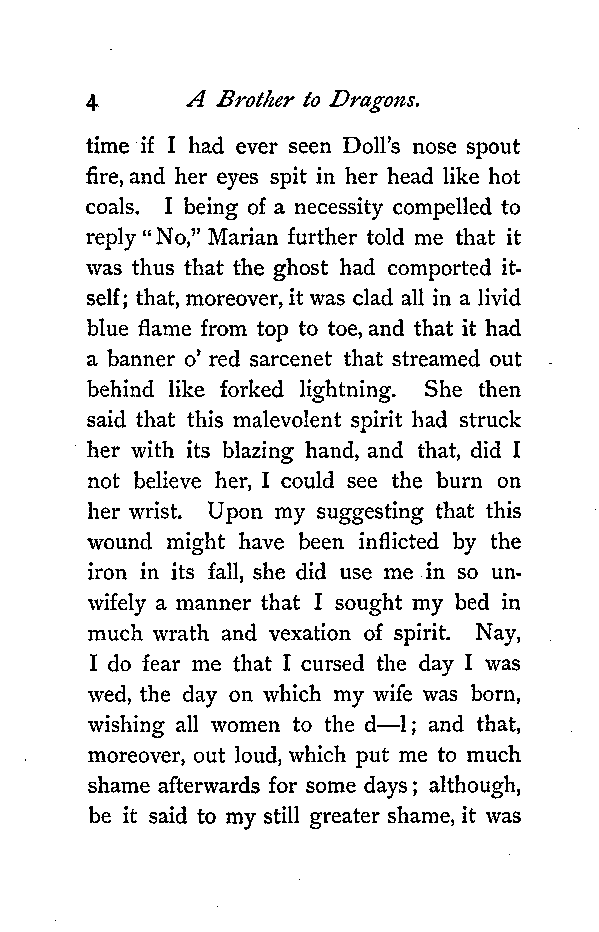 4 A Brother to Dragons.
time if I had ever seen Doll's nose spout
fire, and her eyes spit in her head like hot
coals. I being of a necessity compelled to
reply "No," Marian further told me that it
was thus that the ghost had comported it-
self; that, moreover, it was clad all in a livid
blue flame from top to toe, and that it had
a banner o' red sarcenet that streamed out
behind like forked lightning. She then
said that this malevolent spirit had struck
her with its blazing hand, and that, did I
not believe her, I could see the burn on
her wrist. Upon my suggesting that this
wound might have been inflicted by the
iron in its fall, she did use me in so un-
wifely a manner that I sought my bed in
much wrath and vexation of spirit. Nay,
I do fear me that I cursed the day I was
wed, the day on which my wife was born,
wishing all women to the d—l; and that,
moreover, out loud, which put me to much
shame afterwards for some days; although,
be it said to my still greater shame, it was